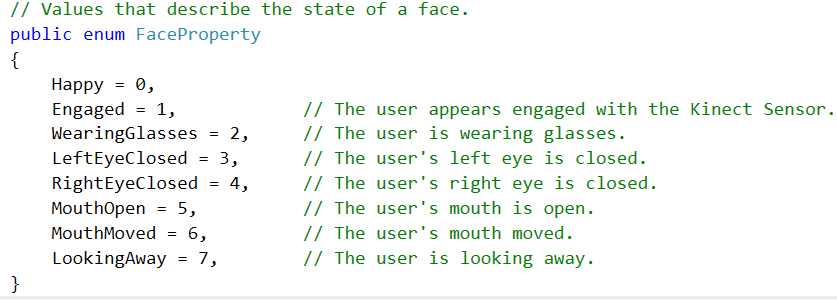 // Values that describe the state of a face.
public enum FaceProperty
{
    Happy = 0,
    Engaged = 1,            // The user appears engaged with the Kinect Sensor.
    WearingGlasses = 2,     // The user is wearing glasses.
    LeftEyeClosed = 3,      // The user's left eye is closed.
    RightEyeClosed = 4,     // The user's right eye is closed.
    MouthOpen = 5,          // The user's mouth is open.
    MouthMoved = 6,         // The user's mouth moved.
    LookingAway = 7,        // The user is looking away.
}